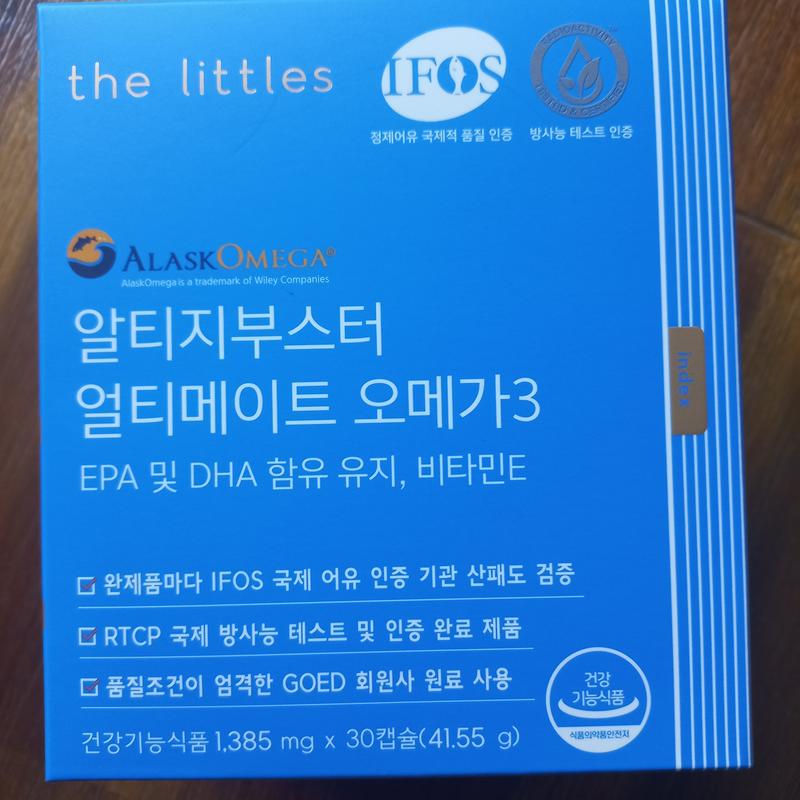 the littles
IFOS
RADIOACTIVITY
TESTED & CERTIFIED
정제어유 국제적 품질 인증
방사능 테스트 인증
ALASKOMEGA®
AlaskOmega is a trademark of Wiley Companies
알티지부스터
얼티메이트 오메가3
EPA 및 DHA 함유 유지, 비타민E
index
완제품마다 IFOS 국제 어유 인증 기관 산패도 검증
RTCP 국제 방사능 테스트 및 인증 완료 제품
품질조건이 엄격한 GOED 회원사 원료 사용
건강기능식품 1,385 mg x 30캡슐(41.55 g)
건강
기능식품
식품의약품안전처